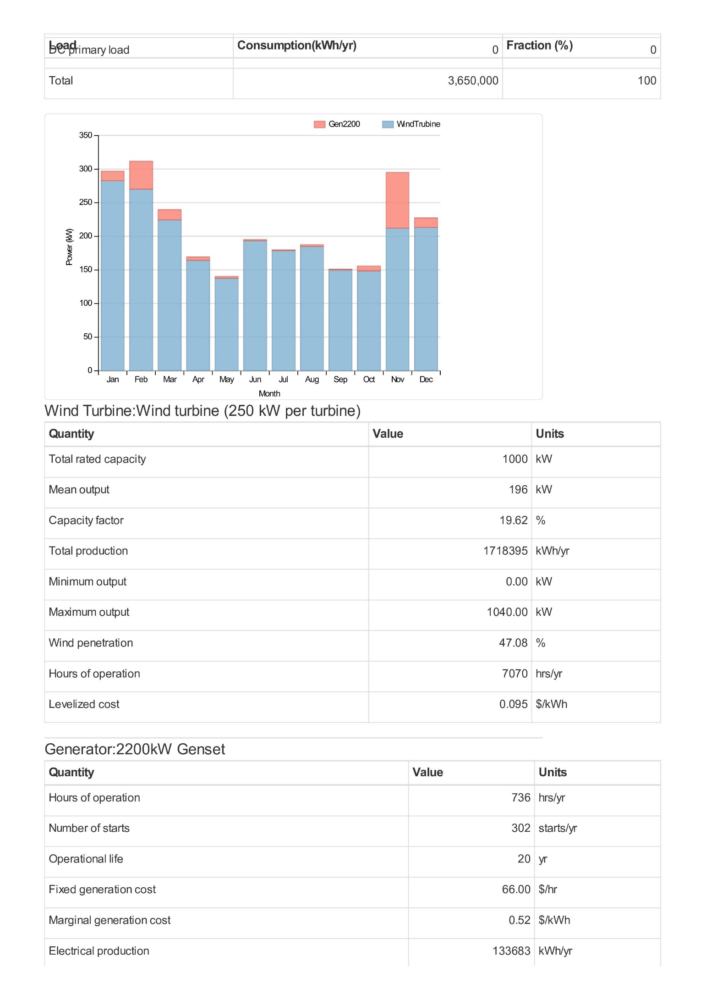 Load Consumption(kWh/yr) Fraction (%)
DC primary load 0 0
Total 3,650,000 100
Gen2200 WindTrubine
350
300
250
200
150
100
50
0
Power (kW)
Jan Feb Mar Apr May Jun Jul Aug Sep Oct Nov Dec
Month
Wind Turbine:Wind turbine (250 kW per turbine)
Quantity Value Units
Total rated capacity 1000 kW
Mean output 196 kW
Capacity factor 19.62 %
Total production 1718395 kWh/yr
Minimum output 0.00 kW
Maximum output 1040.00 kW
Wind penetration 47.08 %
Hours of operation 7070 hrs/yr
Levelized cost 0.095 $/kWh
Generator:2200kW Genset
Quantity Value Units
Hours of operation 736 hrs/yr
Number of starts 302 starts/yr
Operational life 20 yr
Fixed generation cost 66.00 $/hr
Marginal generation cost 0.52 $/kWh
Electrical production 133683 kWh/yr